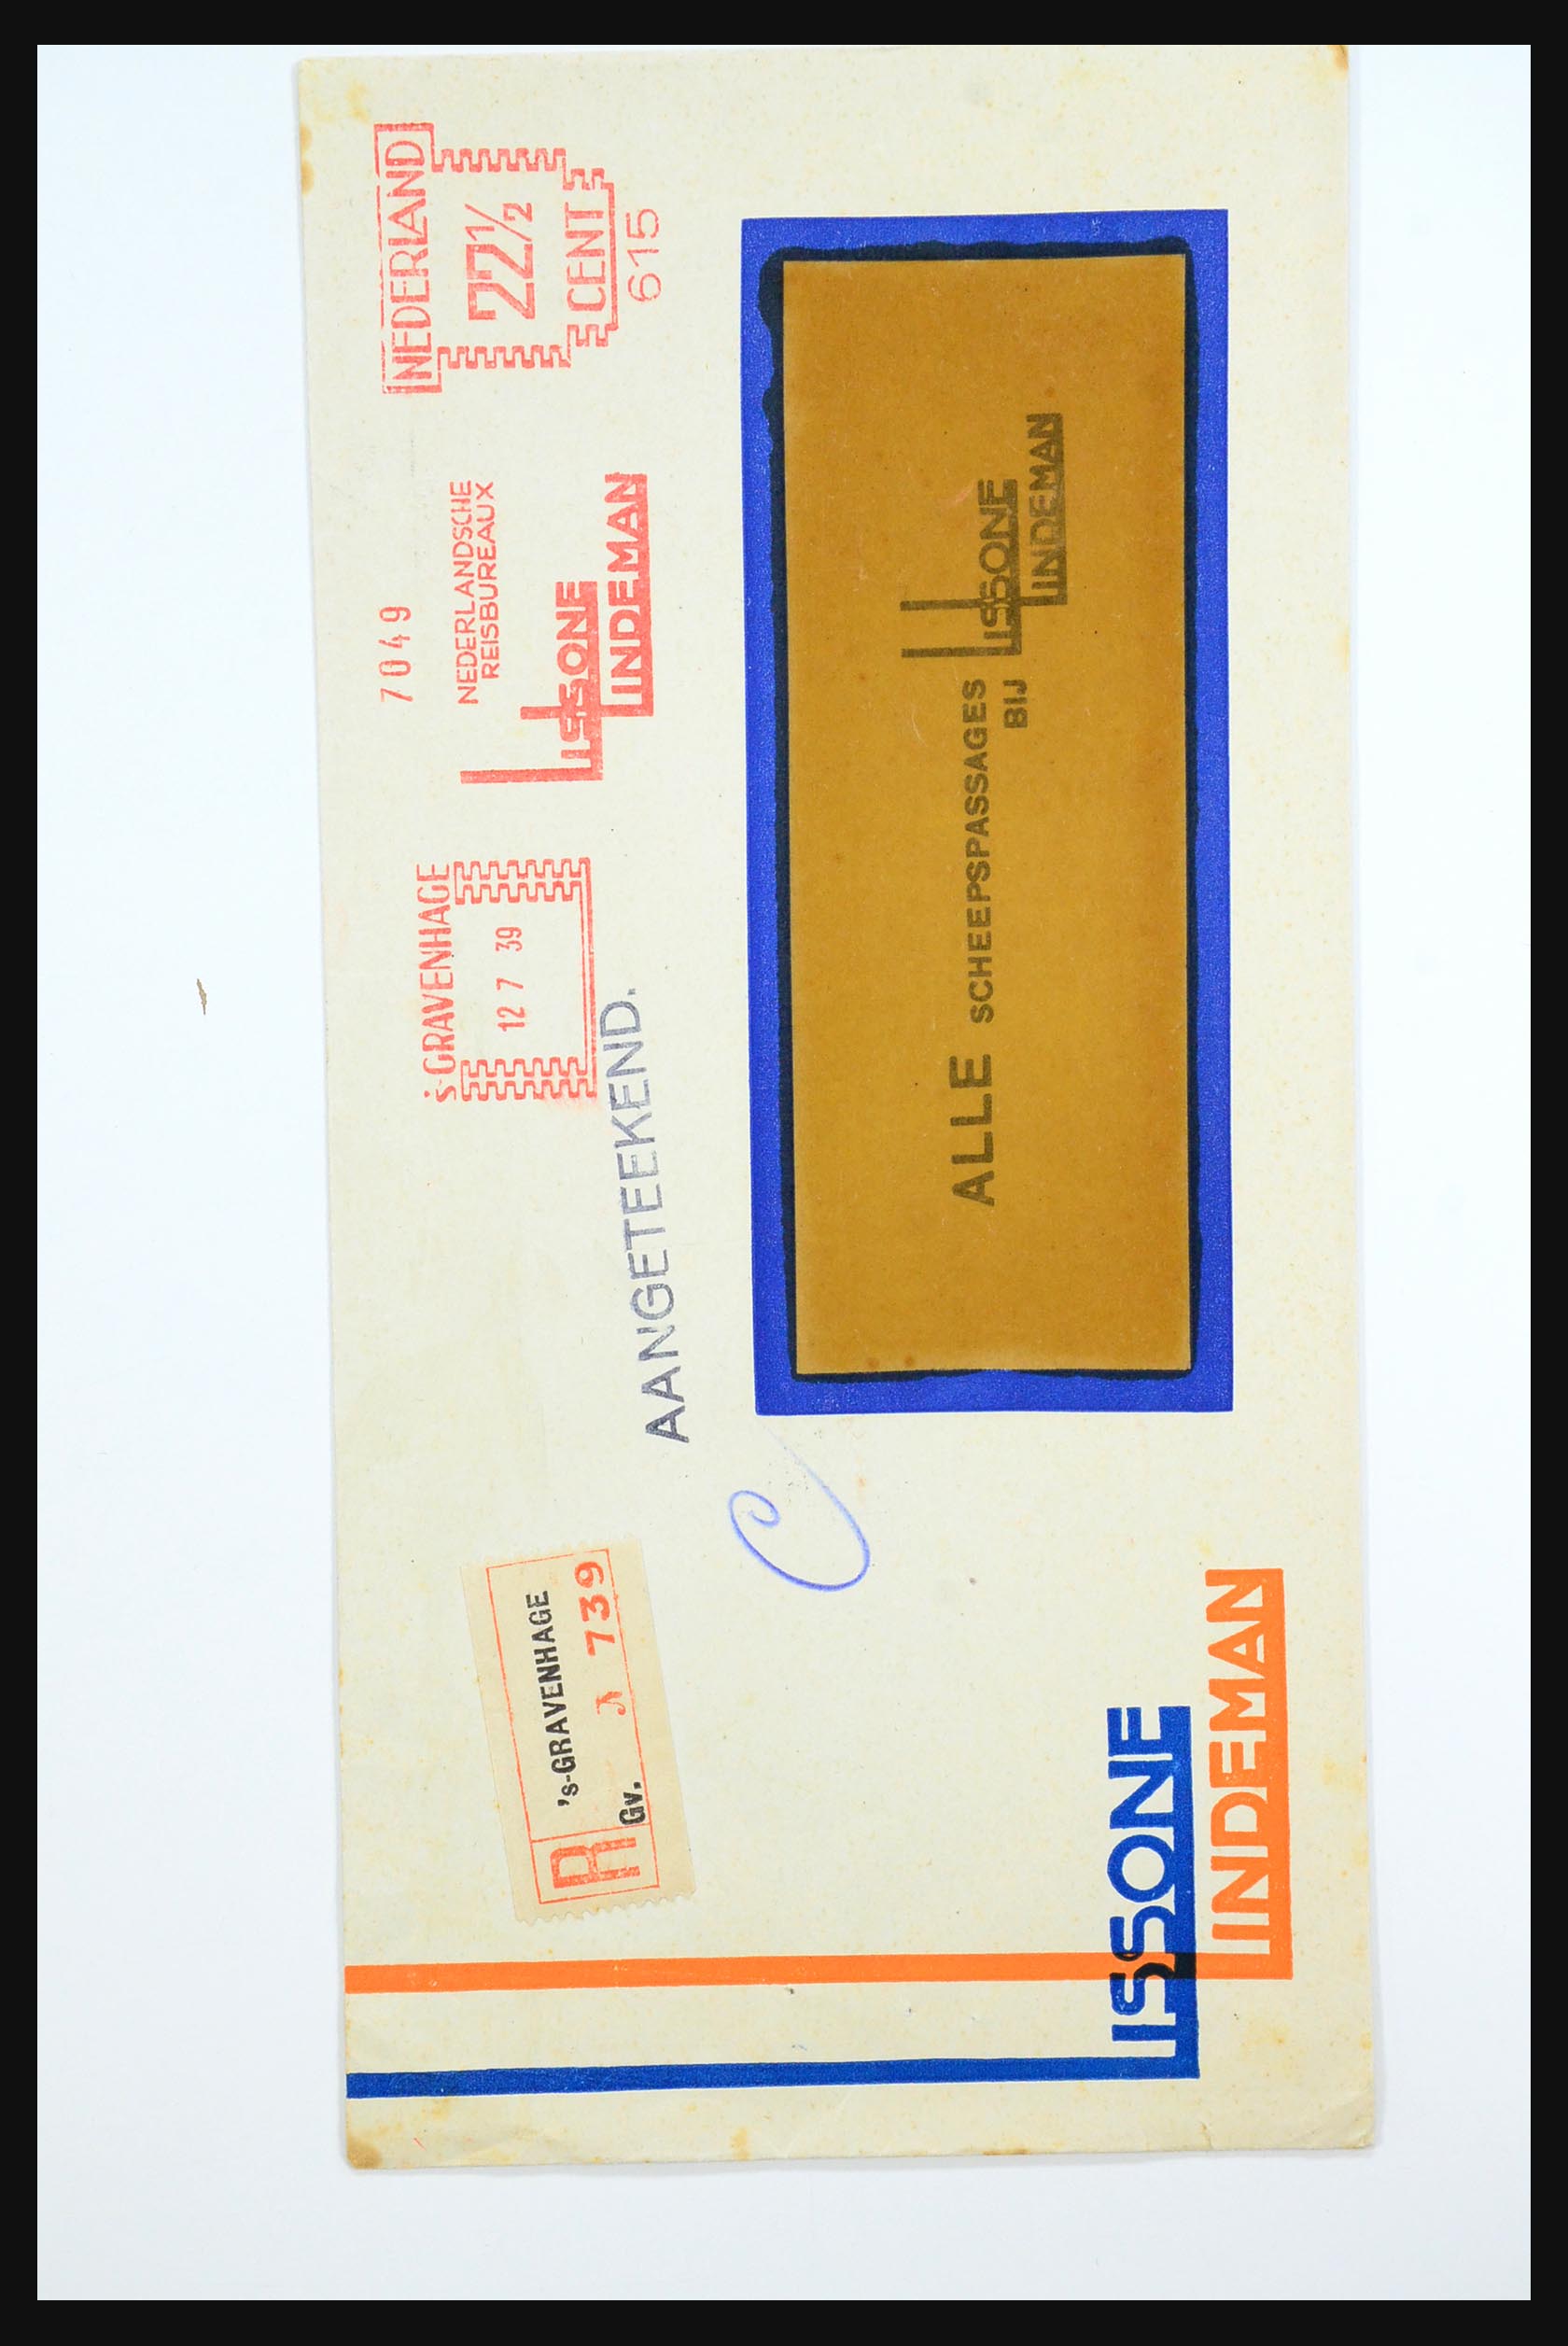 7049
's-GRAVENHAGE
12 7 39
NEDERLANDSCHE
REISBUREAUX
LISSONE
LINDEMAN
NEDERLAND
22½
CENT
615
AANGETEEKEND.
R
's-GRAVENHAGE
Gv.
739
C
ALLE SCHEEPSPASSAGES
BIJ
LISSONE
LINDEMAN
LISSONE
LINDEMAN